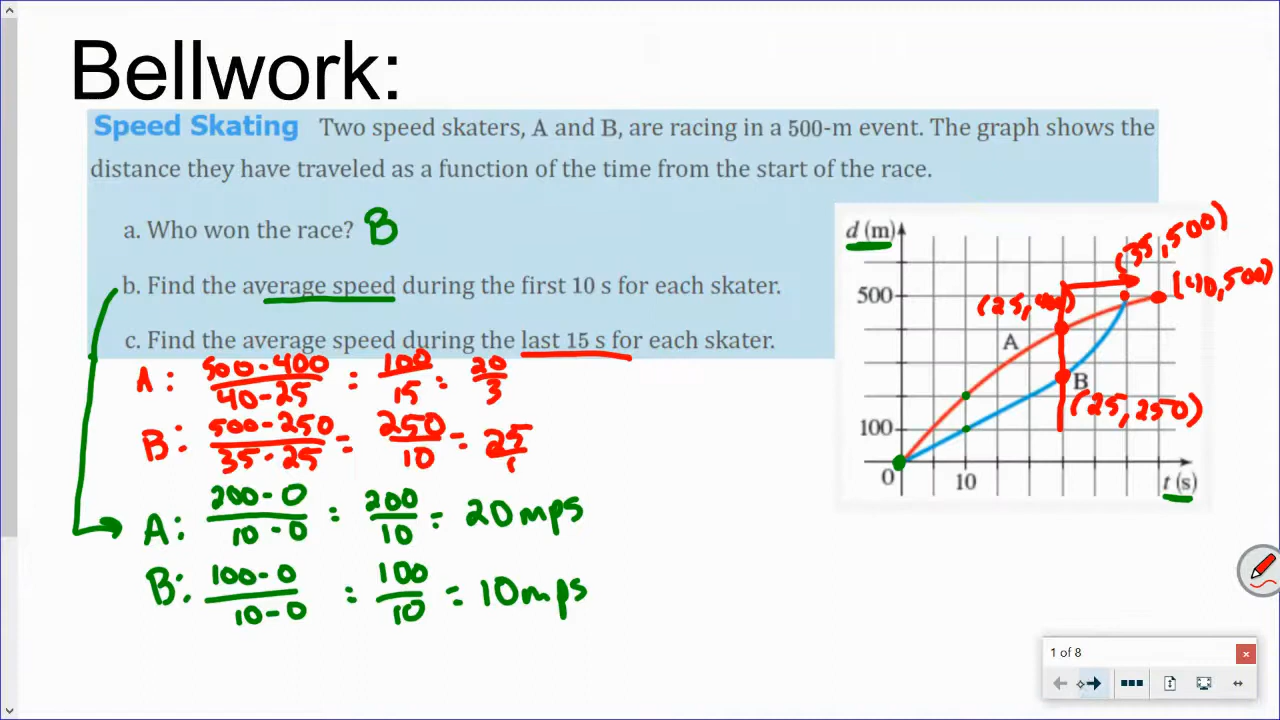 Bellwork:
Speed Skating Two speed skaters, A and B, are racing in a 500-m event. The graph shows the
distance they have traveled as a function of the time from the start of the race.
a. Who won the race? B
b. Find the average speed during the first 10 s for each skater.
c. Find the average speed during the last 15 s for each skater.
A: 500-400 / 40-25 = 100 / 15 = 20 / 3
B: 500-250 / 35-25 = 250 / 10 = 25 / 1
A: 200-0 / 10-0 = 200 / 10 = 20mps
B: 100-0 / 10-0 = 100 / 10 = 10mps
d (m)
(35,500)
(40,500)
500
(25,400)
A
B
(25,250)
100
0
10
t (s)
1 of 8